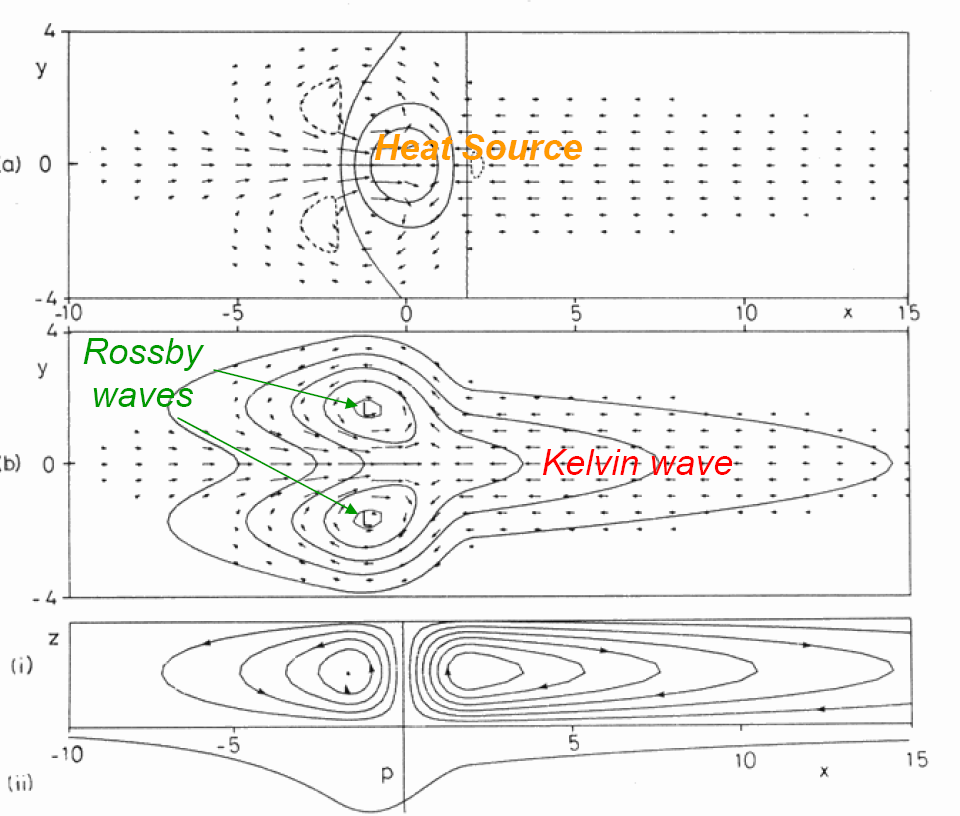 4
y
(a)
0
-4
Heat Source
-10
-5
0
5
10
x
15
4
y
(b)
0
-4
Rossby
waves
L
L
Kelvin wave
z
(i)
-10
-5
5
10
x
15
p
(ii)